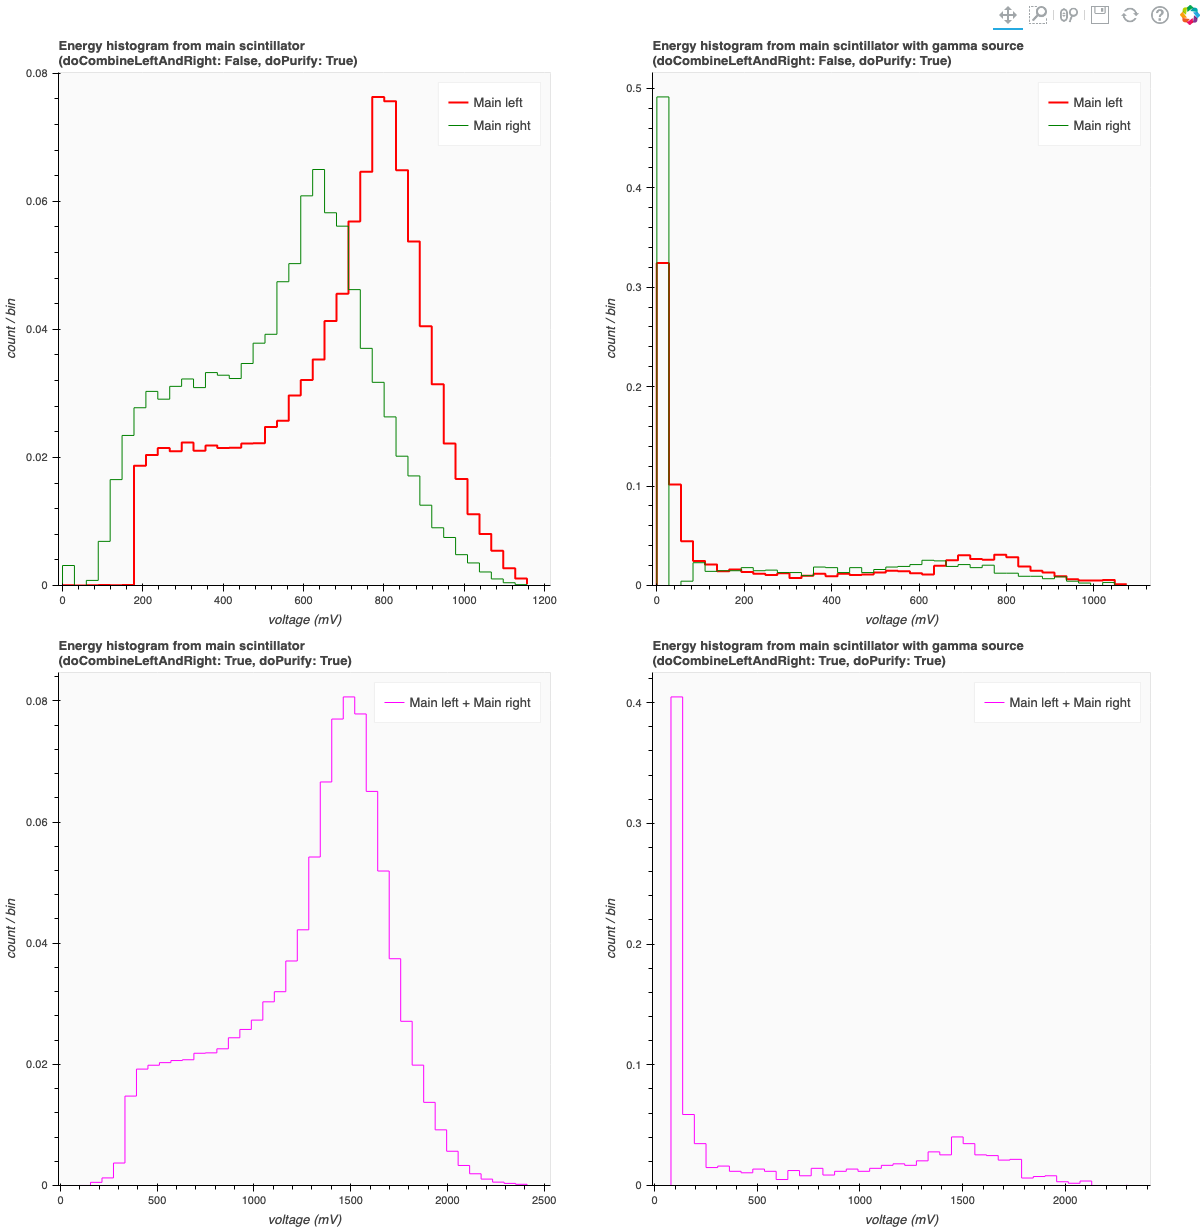 Energy histogram from main scintillator
(doCombineLeftAndRight: False, doPurify: True)
0.08
0.06
0.04
0.02
0
count / bin
Main left
Main right
0 200 400 600 800 1000 1200
voltage (mV)
Energy histogram from main scintillator with gamma source
(doCombineLeftAndRight: False, doPurify: True)
0.5
0.4
0.3
0.2
0.1
0
count / bin
Main left
Main right
0 200 400 600 800 1000
voltage (mV)
Energy histogram from main scintillator
(doCombineLeftAndRight: True, doPurify: True)
0.08
0.06
0.04
0.02
0
count / bin
Main left + Main right
0 500 1000 1500 2000 2500
voltage (mV)
Energy histogram from main scintillator with gamma source
(doCombineLeftAndRight: True, doPurify: True)
0.4
0.3
0.2
0.1
0
count / bin
Main left + Main right
0 500 1000 1500 2000
voltage (mV)